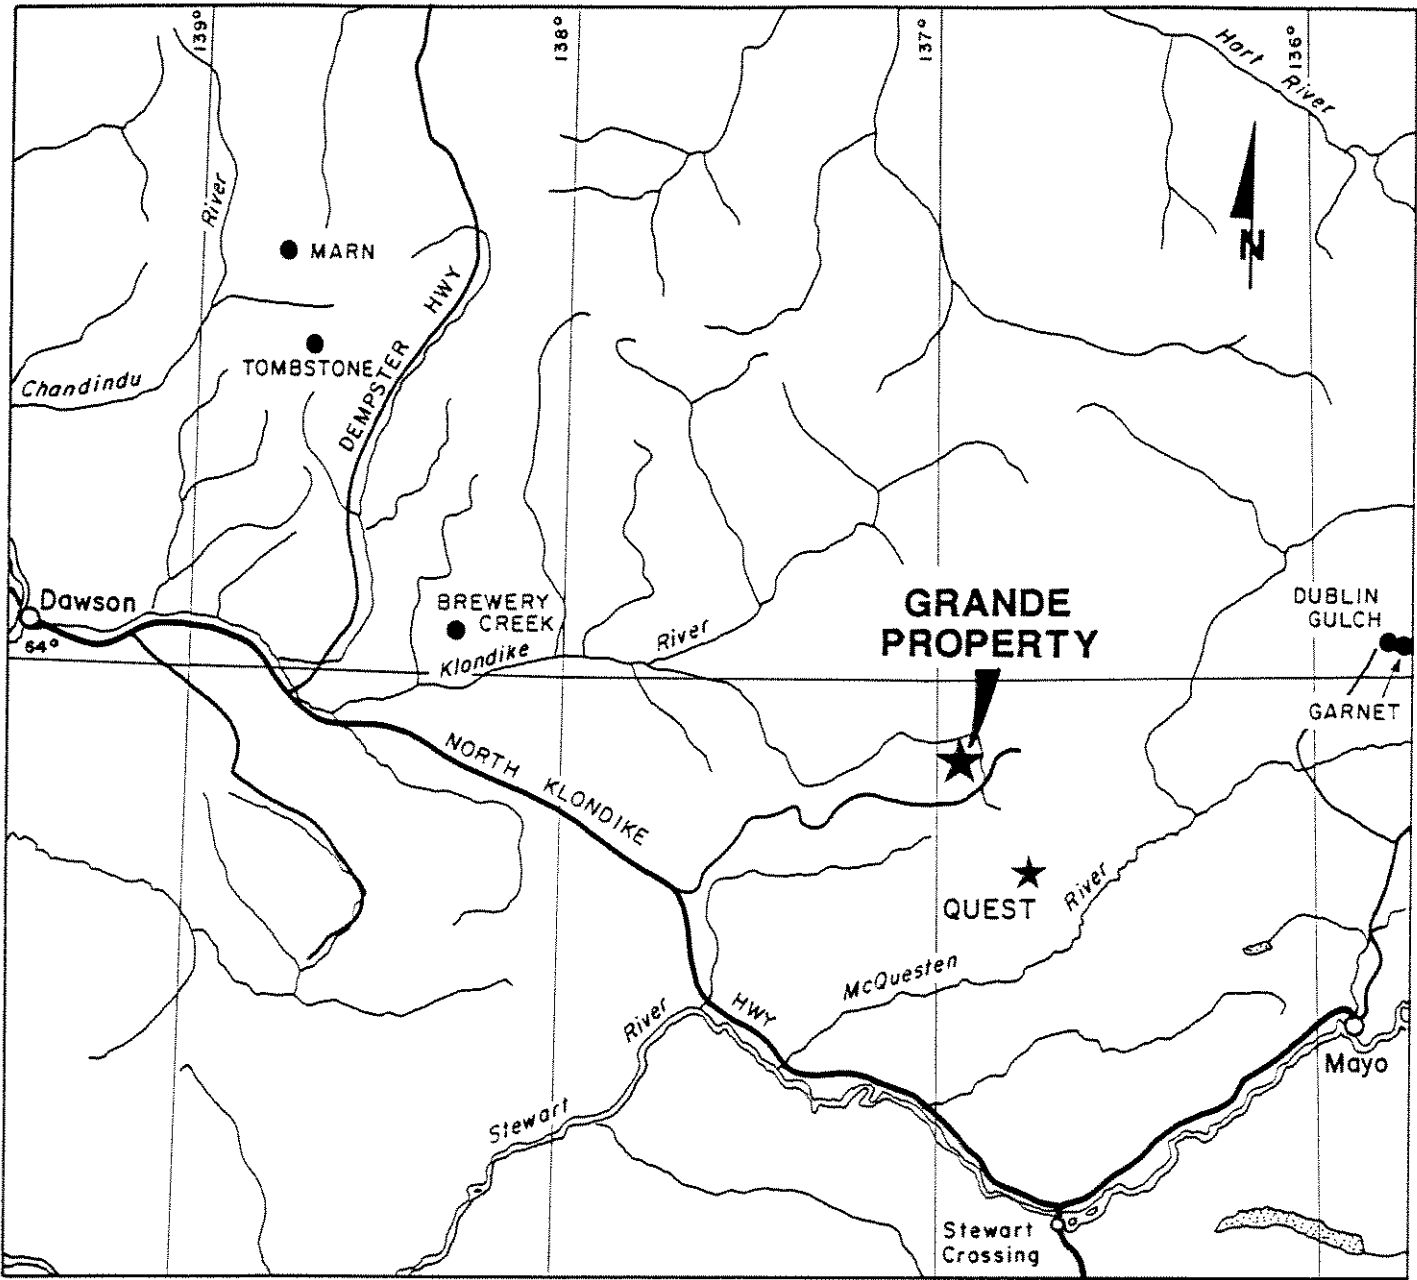 139°
138°
137°
136°
Hart River
River
MARN
N
DEMPSTER HWY
TOMBSTONE
Chandindu
Dawson
64°
BREWERY
CREEK
Klondike
River
GRANDE
PROPERTY
DUBLIN
GULCH
GARNET
NORTH KLONDIKE
QUEST
River
McQuesten
HWY
River
Stewart
Mayo
Stewart
Crossing